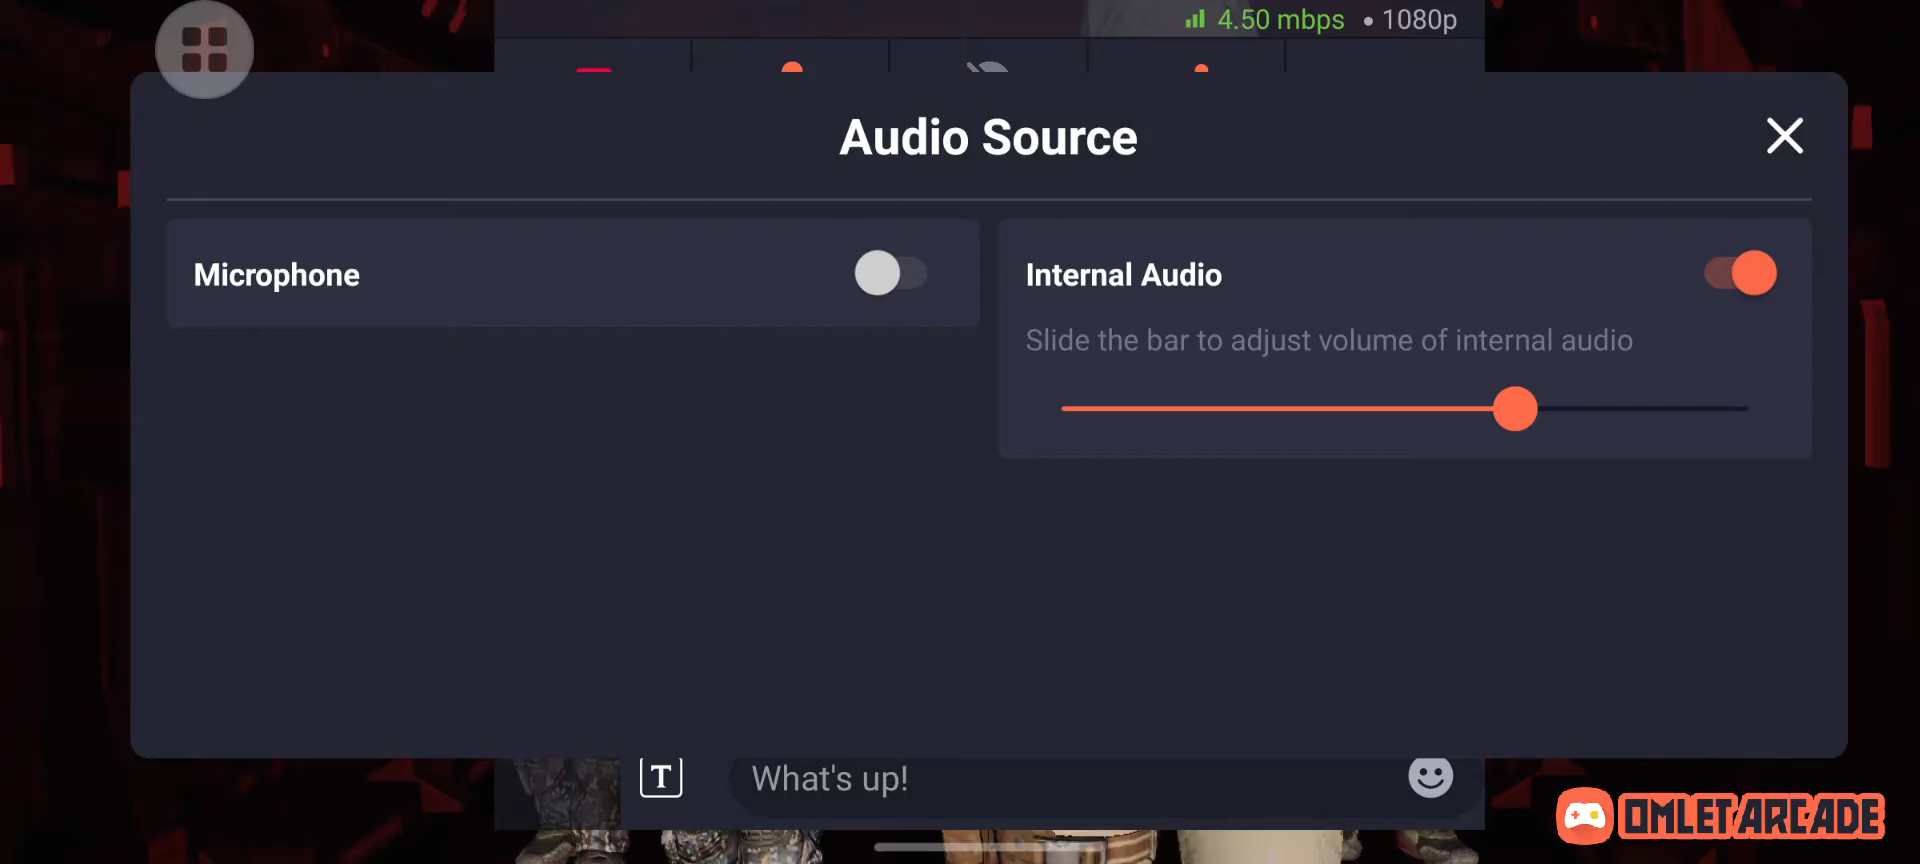 4.50 mbps • 1080p
Audio Source
Microphone
Internal Audio
Slide the bar to adjust volume of internal audio
T
What's up!
OMLET ARCADE